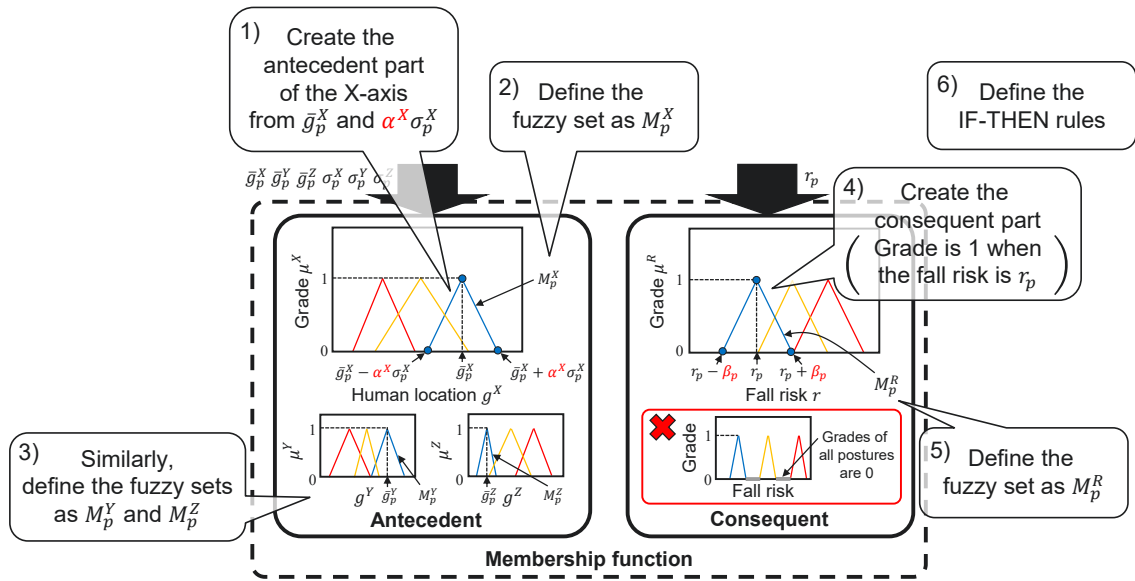 1) Create the
antecedent part
of the X-axis
from ḡ_p^X and α^X σ_p^X
2) Define the
fuzzy set as M_p^X
6) Define the
IF-THEN rules
ḡ_p^X ḡ_p^Y ḡ_p^Z σ_p^X σ_p^Y σ_p^Z
r_p
4) Create the
consequent part
( Grade is 1 when
the fall risk is r_p )
Grade μ^X
1
0
M_p^X
ḡ_p^X − α^X σ_p^X
ḡ_p^X
ḡ_p^X + α^X σ_p^X
Human location g^X
Grade μ^R
1
0
r_p − β_p
r_p
r_p + β_p
M_p^R
Fall risk r
3) Similarly,
define the fuzzy sets
as M_p^Y and M_p^Z
μ^Y
1
0
g^Y
ḡ_p^Y
M_p^Y
μ^Z
1
0
ḡ_p^Z
g^Z
M_p^Z
Antecedent
Grade
1
0
Grades of
all postures
are 0
Fall risk
Consequent
5) Define the
fuzzy set as M_p^R
Membership function